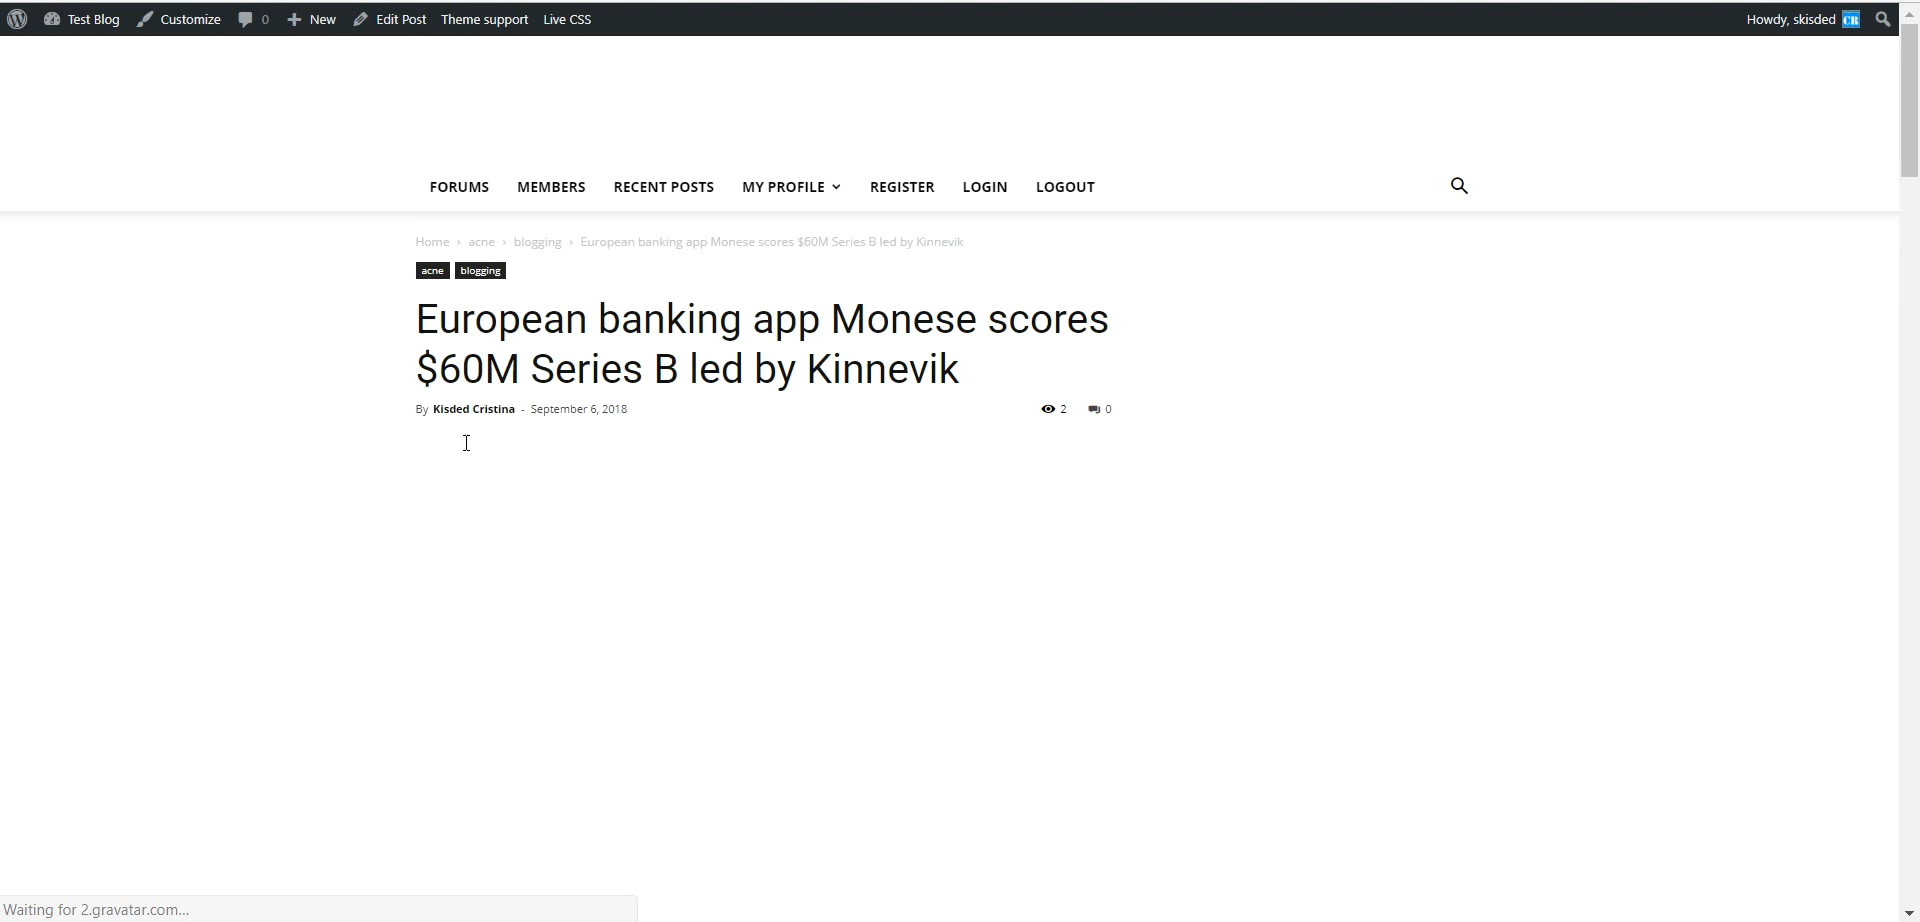 Test Blog Customize 0 New Edit Post Theme support Live CSS Howdy, skisded CR
FORUMS MEMBERS RECENT POSTS MY PROFILE REGISTER LOGIN LOGOUT
Home › acne › blogging › European banking app Monese scores $60M Series B led by Kinnevik
acne blogging
European banking app Monese scores
$60M Series B led by Kinnevik
By Kisded Cristina - September 6, 2018 2 0
Waiting for 2.gravatar.com...